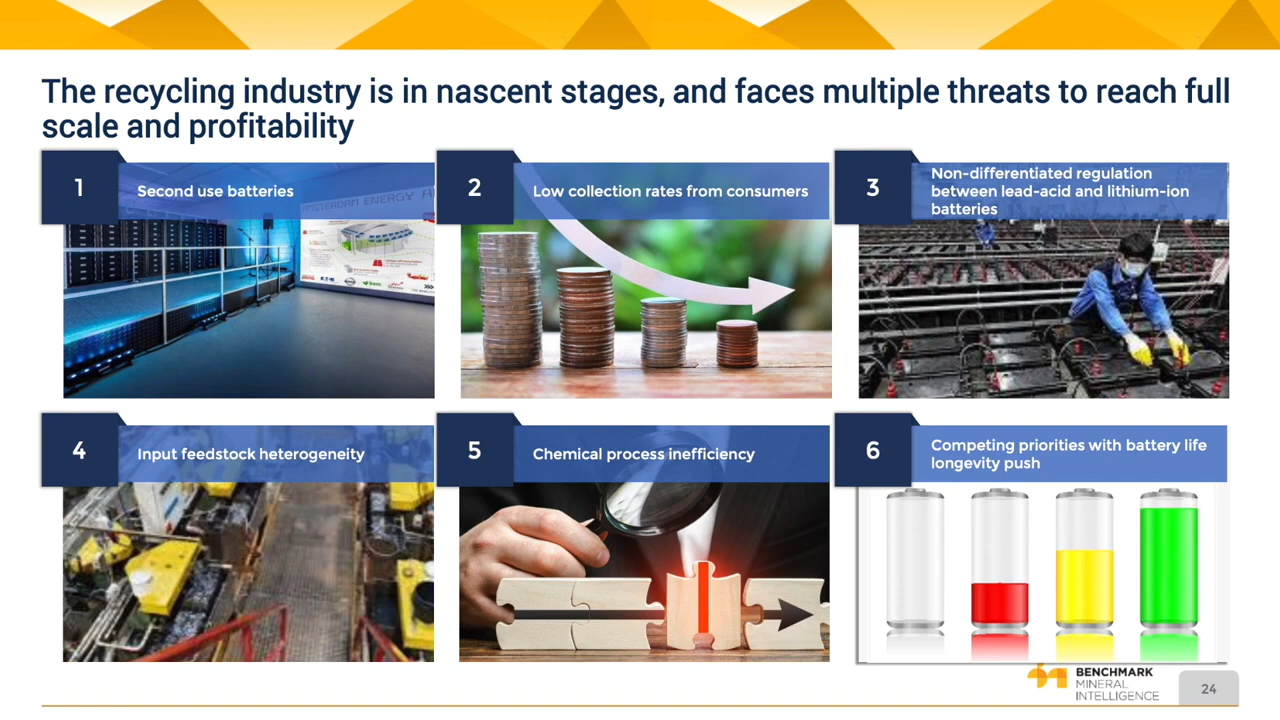 The recycling industry is in nascent stages, and faces multiple threats to reach full
scale and profitability
1
Second use batteries
2
Low collection rates from consumers
3
Non-differentiated regulation
between lead-acid and lithium-ion
batteries
AMSTERDAM ENERGY
4
Input feedstock heterogeneity
5
Chemical process inefficiency
6
Competing priorities with battery life
longevity push
BENCHMARK
MINERAL
INTELLIGENCE
24